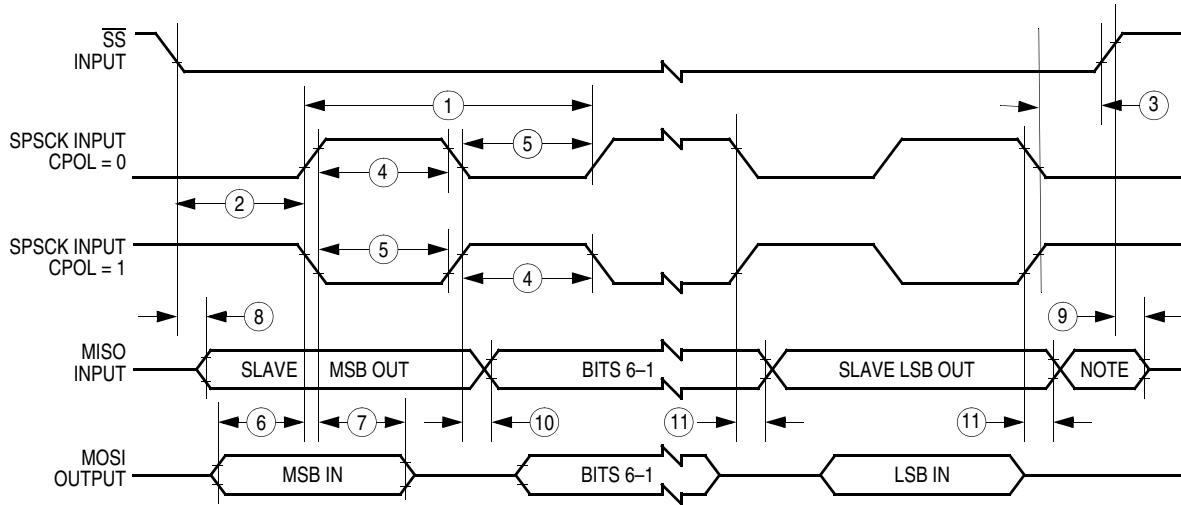 SS
INPUT
1
3
SPSCK INPUT
CPOL = 0
5
4
2
SPSCK INPUT
CPOL = 1
5
4
8
9
MISO
INPUT
SLAVE MSB OUT
BITS 6–1
SLAVE LSB OUT
NOTE
6
7
10
11
11
MOSI
OUTPUT
MSB IN
BITS 6–1
LSB IN